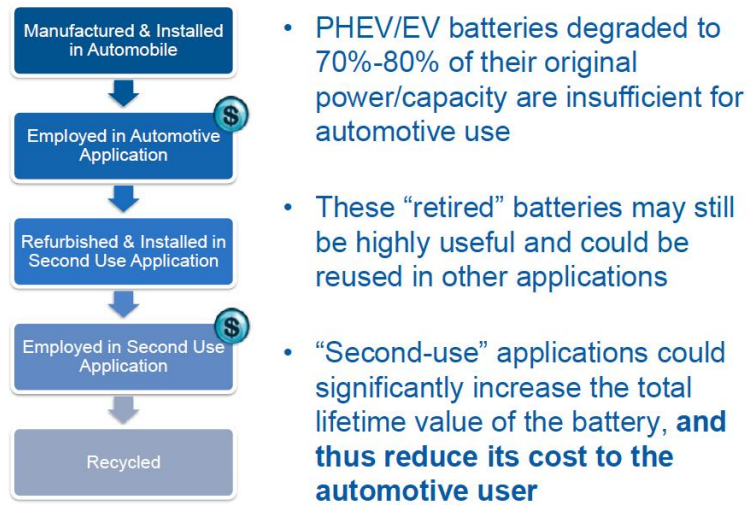 Manufactured & Installed
in Automobile
$
Employed in Automotive
Application
Refurbished & Installed in
Second Use Application
$
Employed in Second Use
Application
Recycled
• PHEV/EV batteries degraded to
70%-80% of their original
power/capacity are insufficient for
automotive use
• These “retired” batteries may still
be highly useful and could be
reused in other applications
• “Second-use” applications could
significantly increase the total
lifetime value of the battery, and
thus reduce its cost to the
automotive user